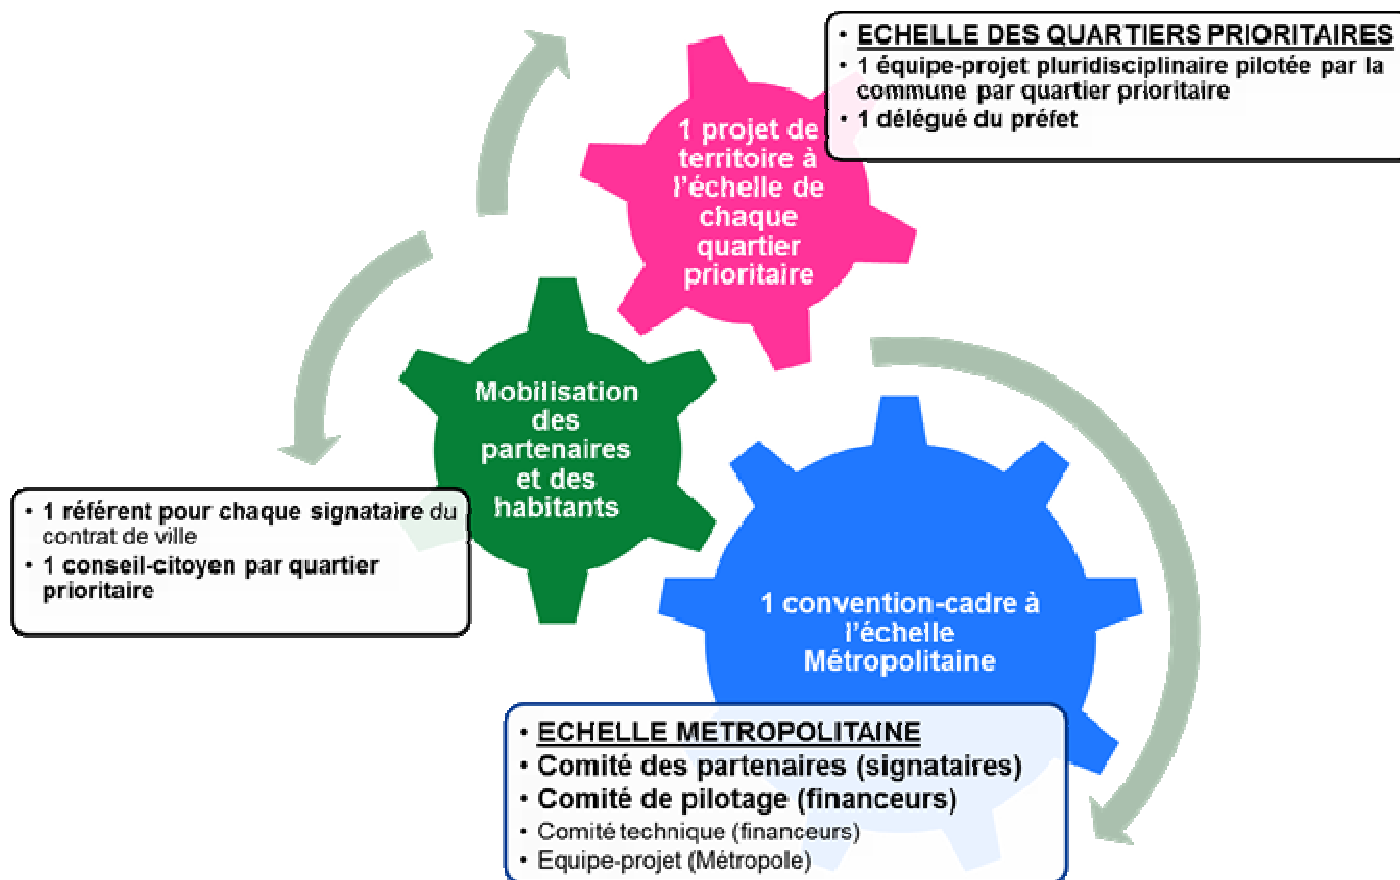 • ECHELLE DES QUARTIERS PRIORITAIRES
• 1 équipe-projet pluridisciplinaire pilotée par la
commune par quartier prioritaire
• 1 délégué du préfet
1 projet de
territoire à
l'échelle de
chaque
quartier
prioritaire
Mobilisation
des
partenaires
et des
habitants
• 1 référent pour chaque signataire du
contrat de ville
• 1 conseil-citoyen par quartier
prioritaire
1 convention-cadre à
l'échelle
Métropolitaine
• ECHELLE METROPOLITAINE
• Comité des partenaires (signataires)
• Comité de pilotage (financeurs)
• Comité technique (financeurs)
• Equipe-projet (Métropole)